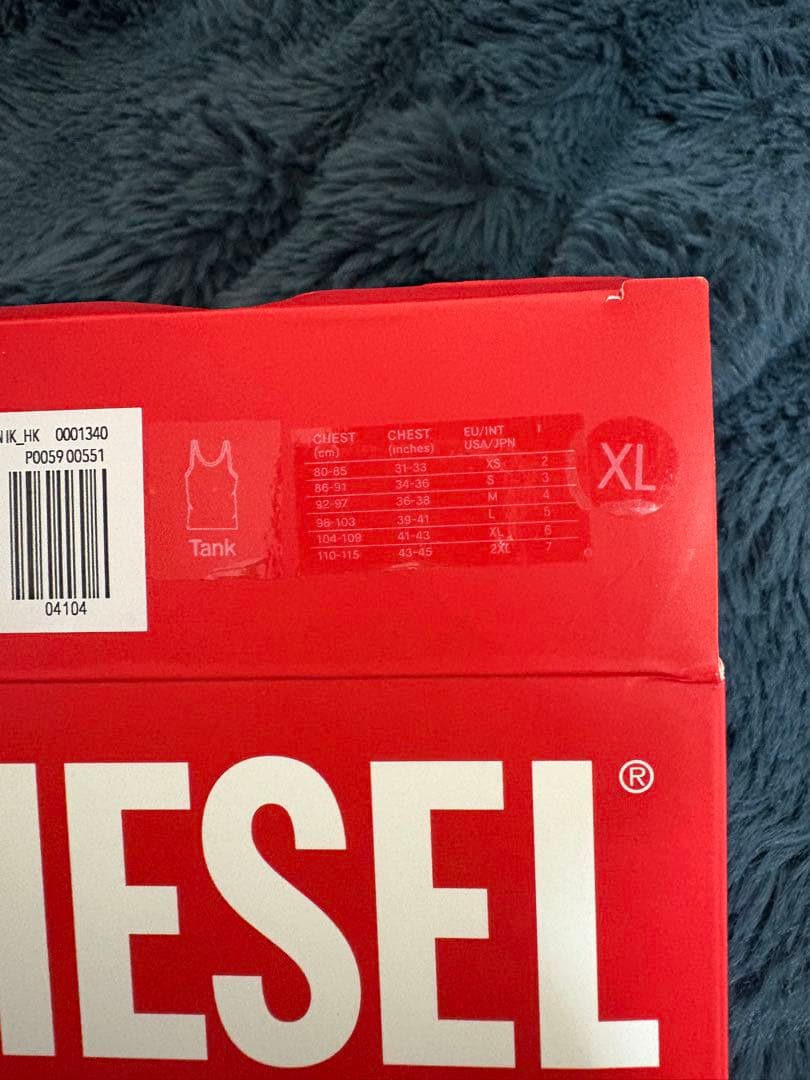 0001340
P0059 00551
04104
Tank
CHEST CHEST EU/INT I
(cm) (inches) USA/JPN
80-85 31-33 XS 2
86-91 34-36 S 3
92-97 36-38 M 4
98-103 39-41 L 5
104-109 41-43 XL 6
110-115 43-45 2XL 7
XL
IESEL®